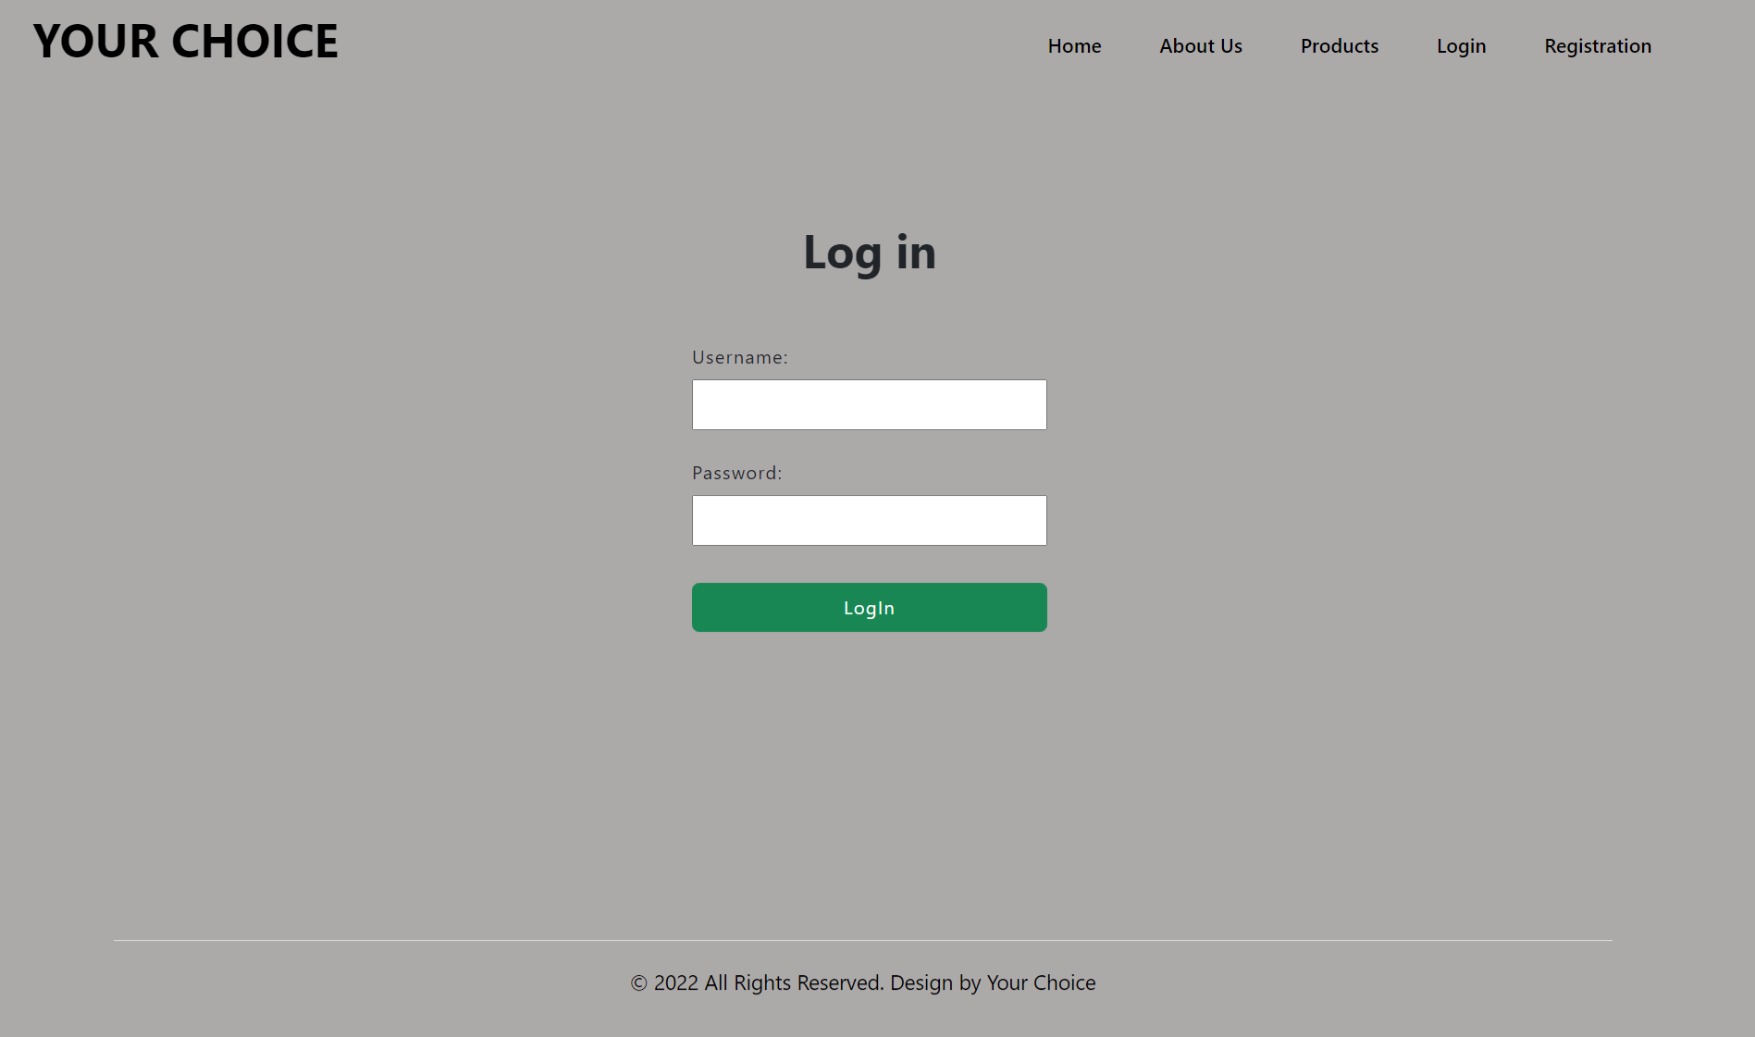 YOUR CHOICE
Home About Us Products Login Registration
Log in
Username:
Password:
LogIn
© 2022 All Rights Reserved. Design by Your Choice